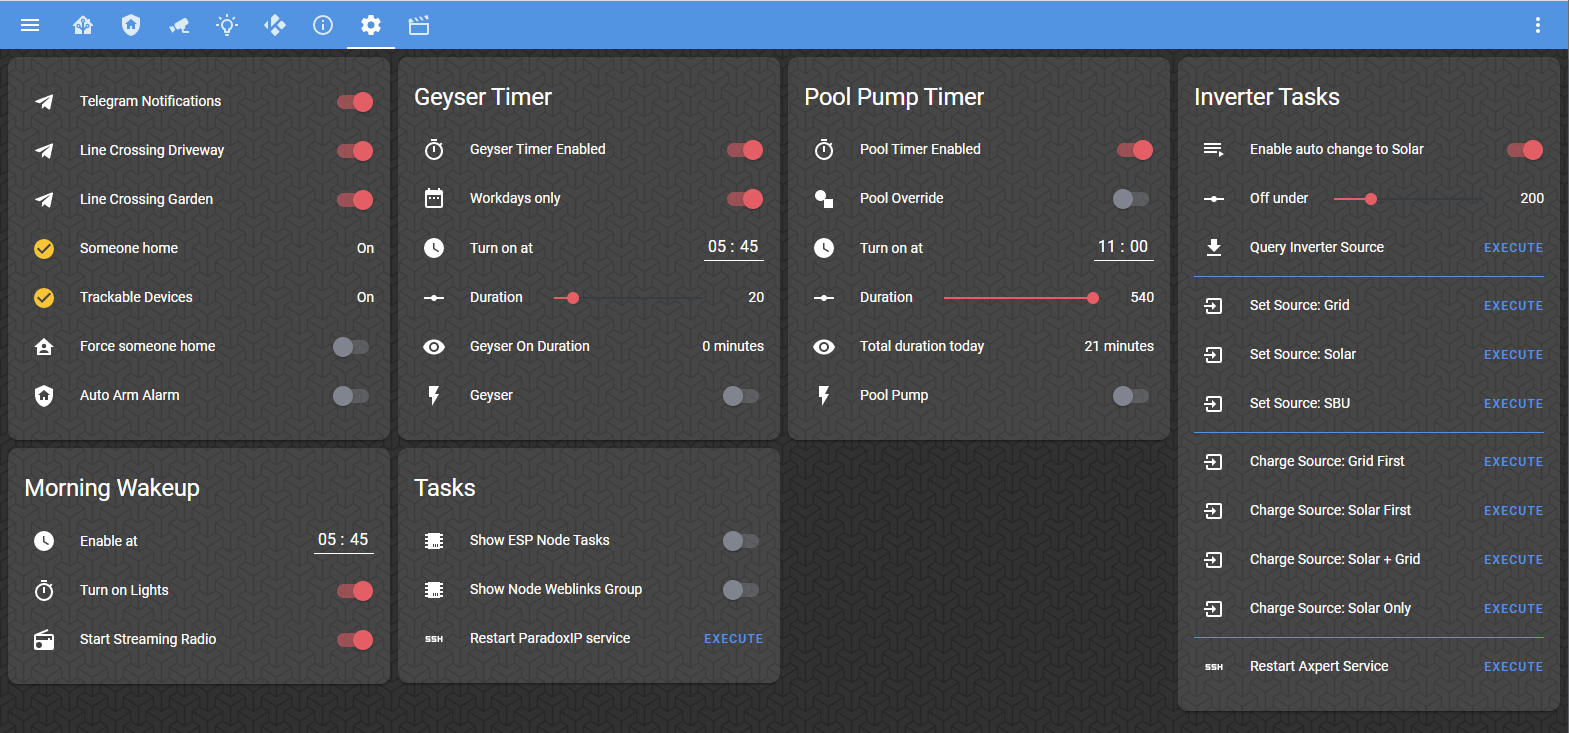 Telegram Notifications
Line Crossing Driveway
Line Crossing Garden
Someone home On
Trackable Devices On
Force someone home
Auto Arm Alarm
Geyser Timer
Geyser Timer Enabled
Workdays only
Turn on at 05 : 45
Duration 20
Geyser On Duration 0 minutes
Geyser
Pool Pump Timer
Pool Timer Enabled
Pool Override
Turn on at 11 : 00
Duration 540
Total duration today 21 minutes
Pool Pump
Inverter Tasks
Enable auto change to Solar
Off under 200
Query Inverter Source EXECUTE
Set Source: Grid EXECUTE
Set Source: Solar EXECUTE
Set Source: SBU EXECUTE
Charge Source: Grid First EXECUTE
Charge Source: Solar First EXECUTE
Charge Source: Solar + Grid EXECUTE
Charge Source: Solar Only EXECUTE
SSH Restart Axpert Service EXECUTE
Morning Wakeup
Enable at 05 : 45
Turn on Lights
Start Streaming Radio
Tasks
Show ESP Node Tasks
Show Node Weblinks Group
SSH Restart ParadoxIP service EXECUTE